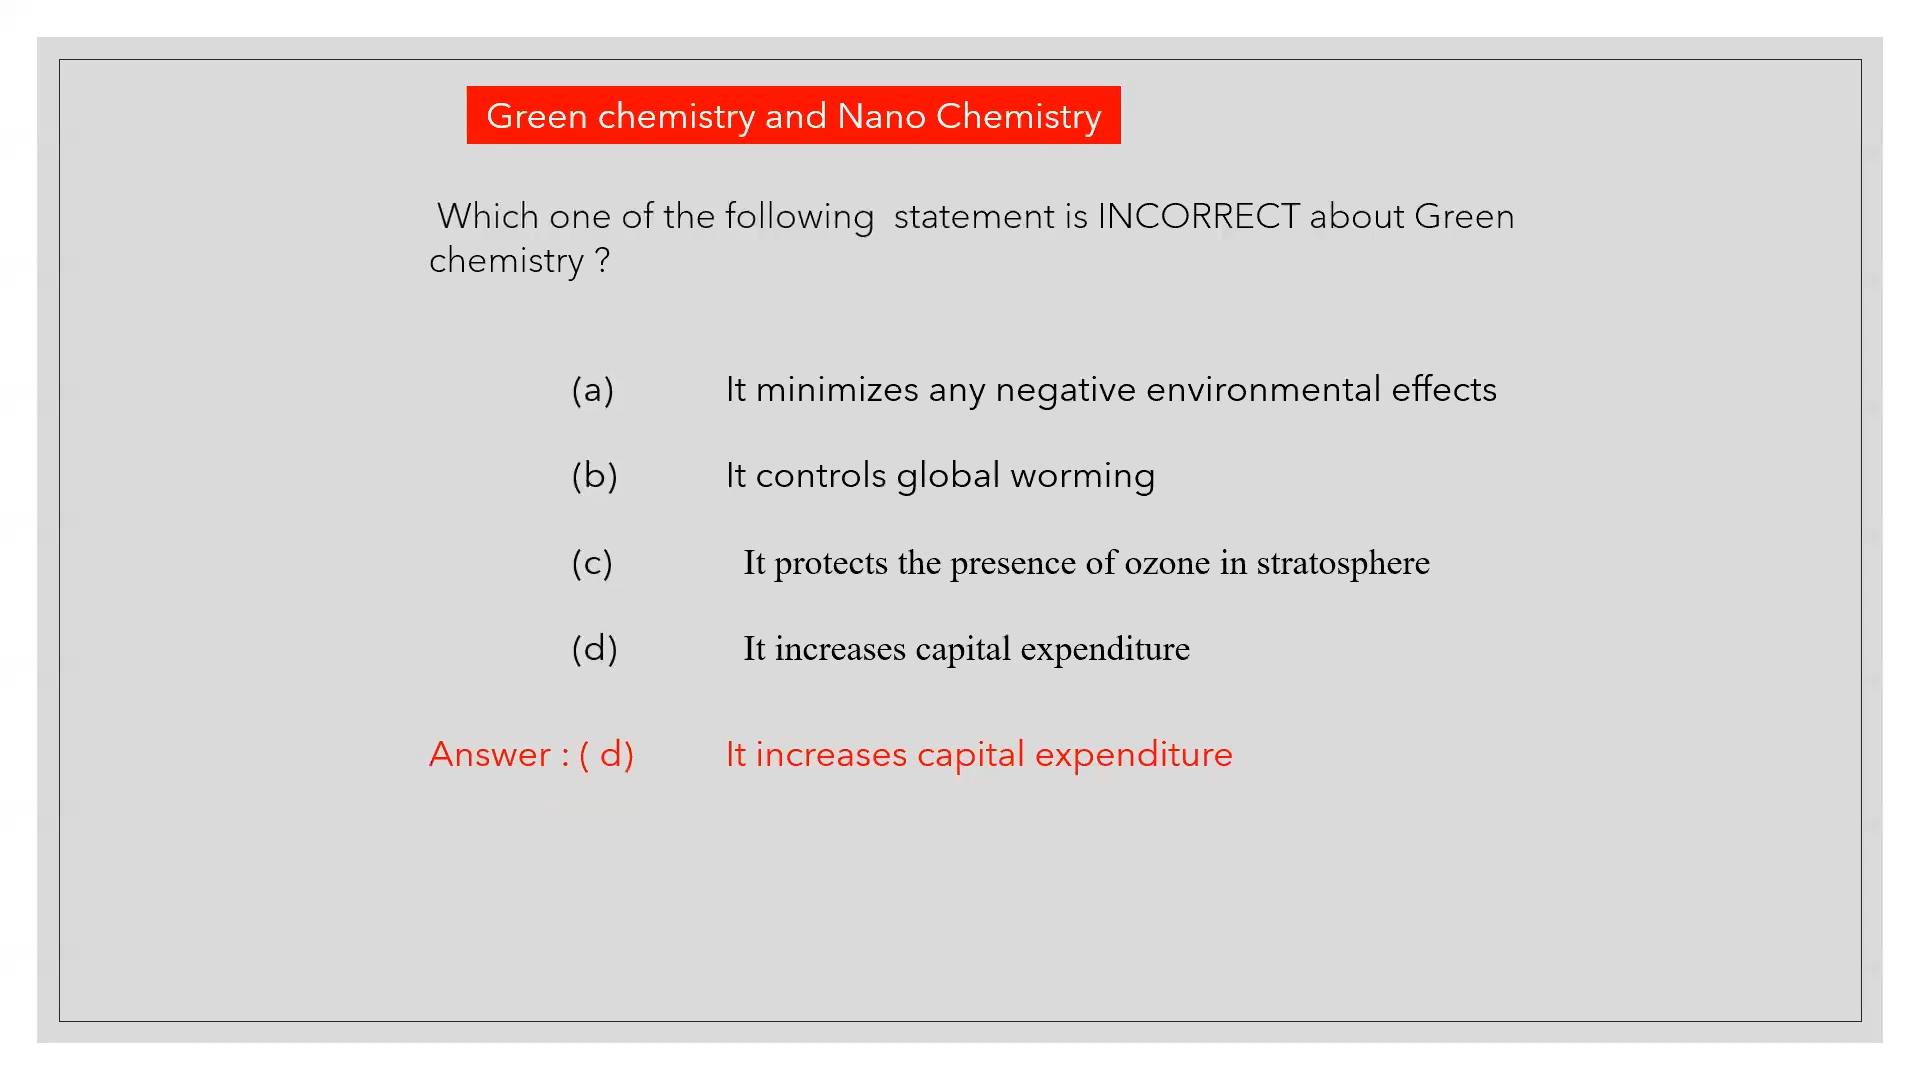 Green chemistry and Nano Chemistry
Which one of the following statement is INCORRECT about Green
chemistry ?
(a) It minimizes any negative environmental effects
(b) It controls global worming
(c) It protects the presence of ozone in stratosphere
(d) It increases capital expenditure
Answer : ( d) It increases capital expenditure